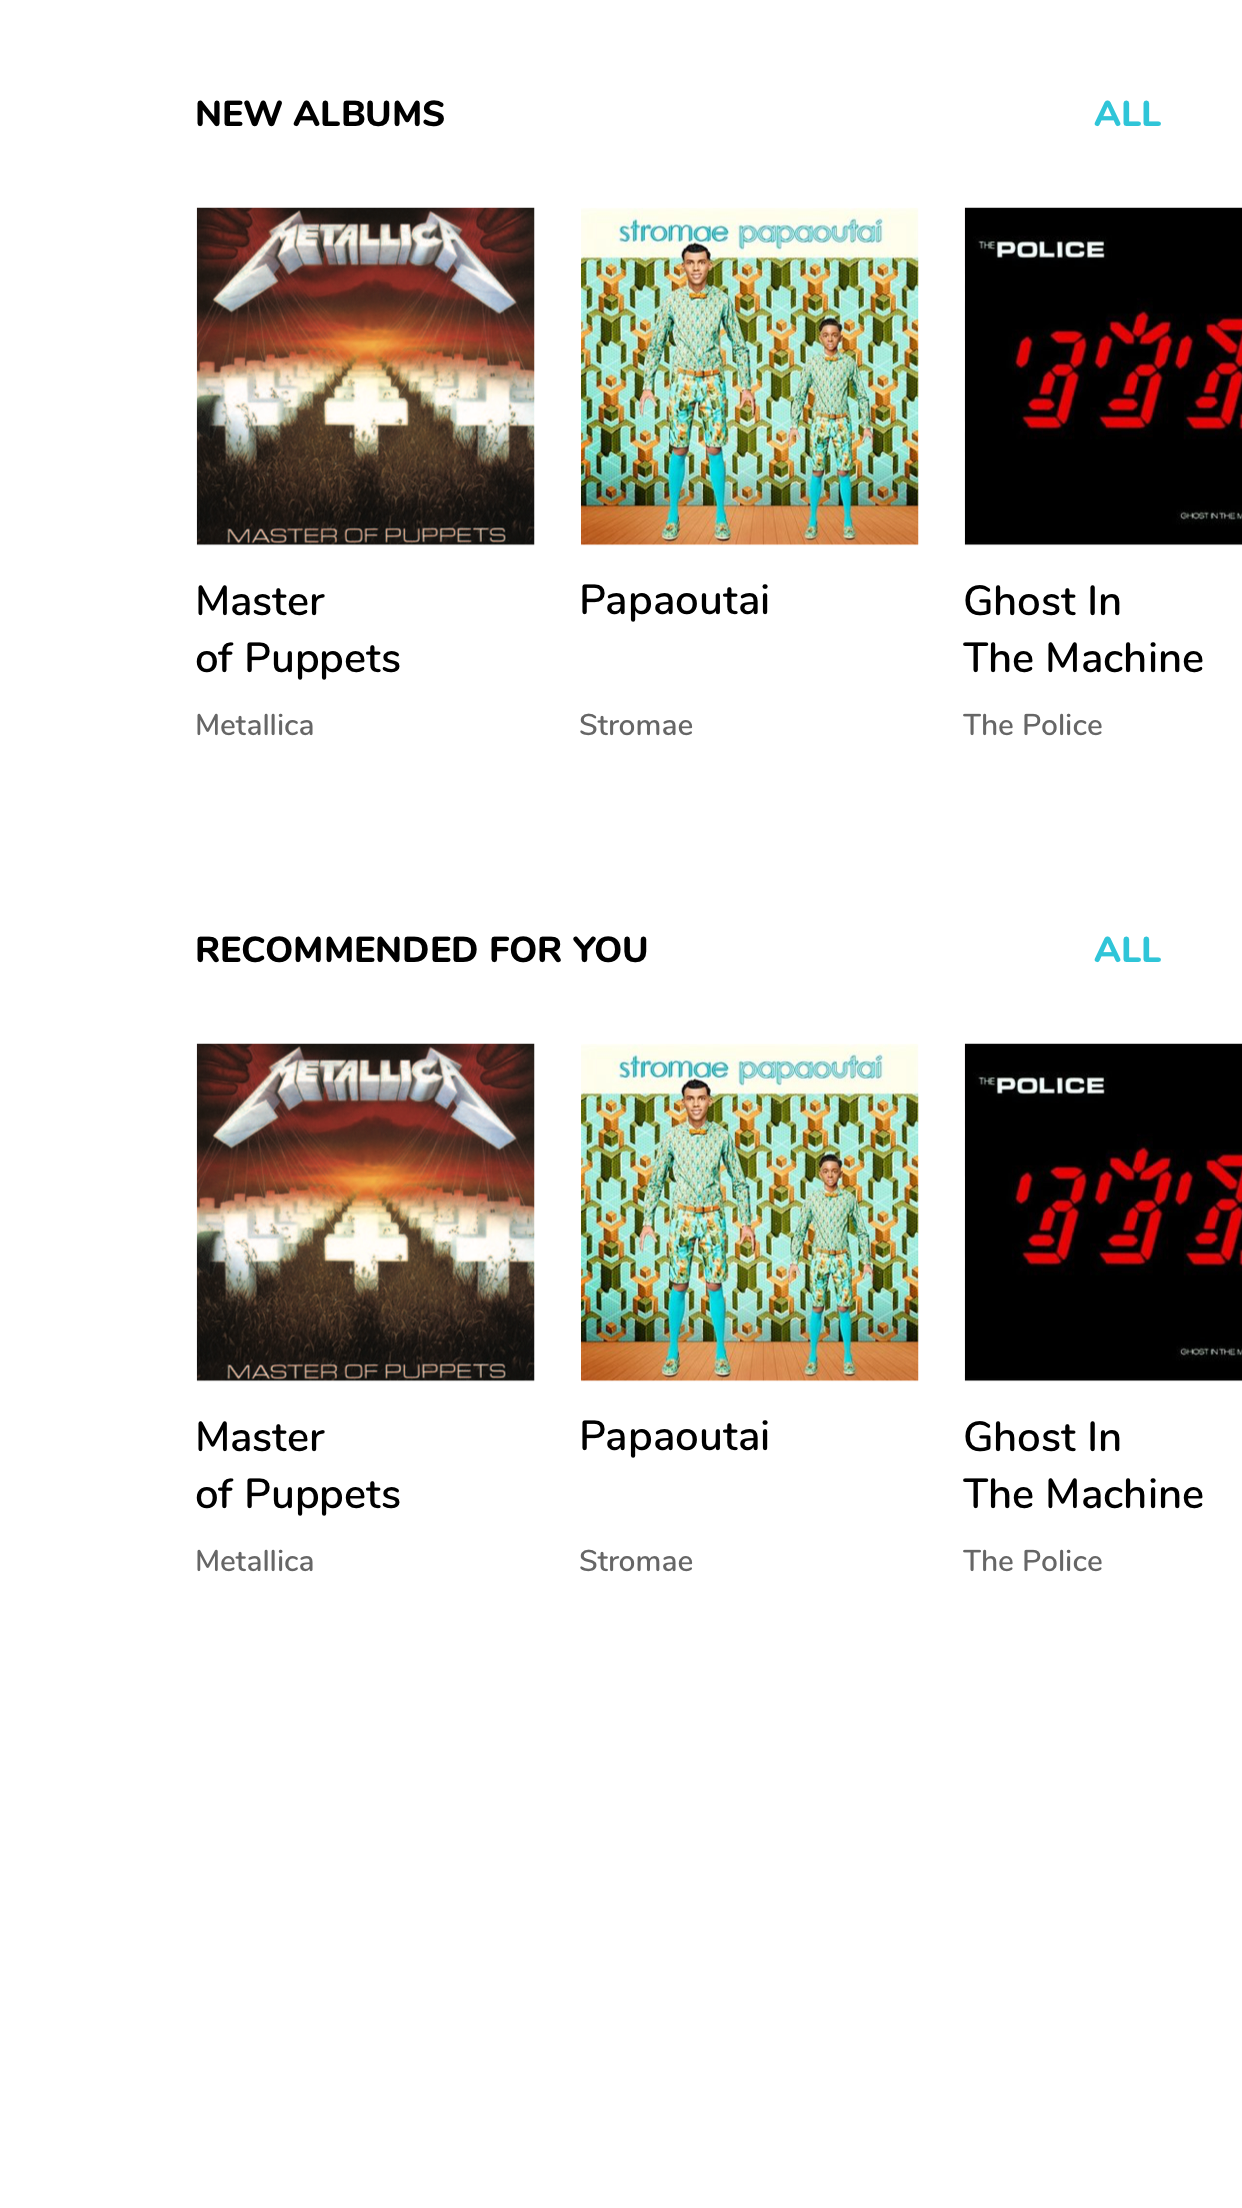 NEW ALBUMS
ALL
METALLICA
MASTER OF PUPPETS
stromae papaoutai
THE POLICE
GHOST IN THE
Master
of Puppets
Metallica
Papaoutai
Stromae
Ghost In
The Machine
The Police
RECOMMENDED FOR YOU
ALL
METALLICA
MASTER OF PUPPETS
stromae papaoutai
THE POLICE
GHOST IN THE
Master
of Puppets
Metallica
Papaoutai
Stromae
Ghost In
The Machine
The Police